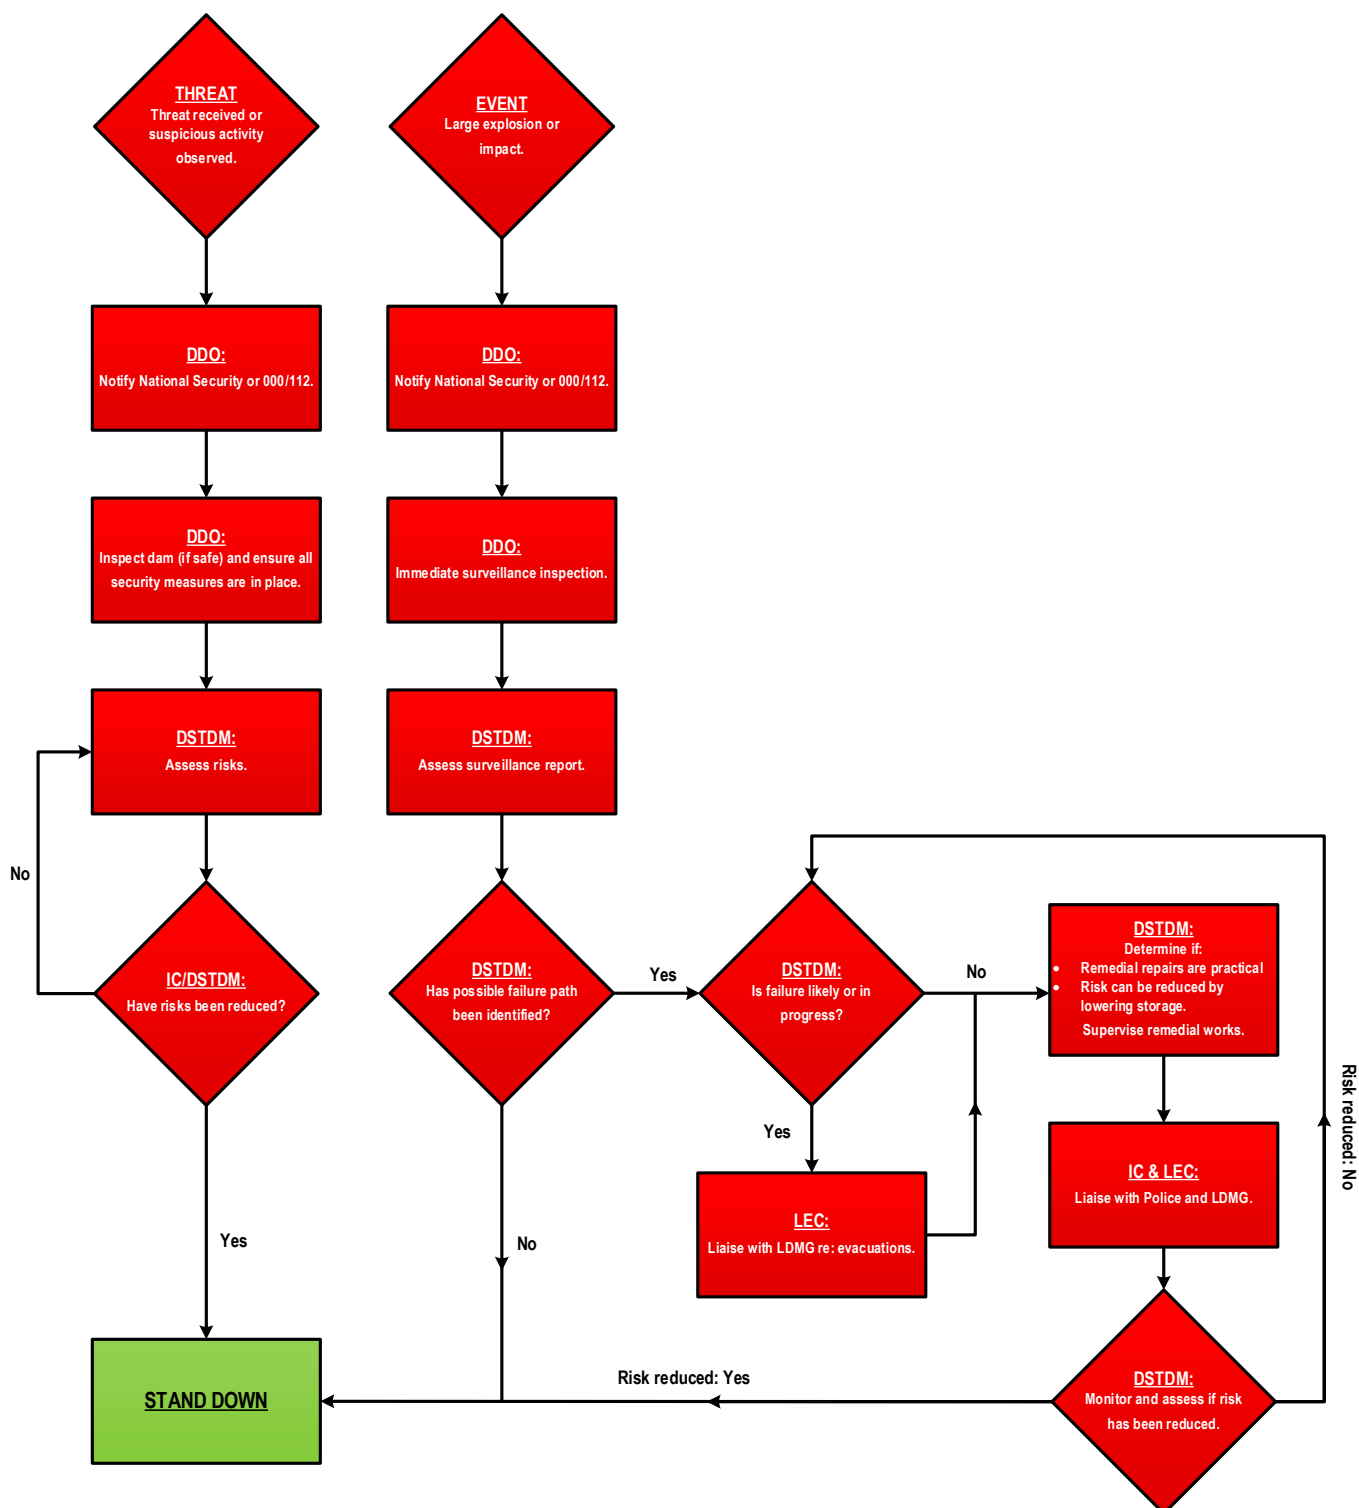 THREAT
Threat received or
suspicious activity
observed.
EVENT
Large explosion or
impact.
DDO:
Notify National Security or 000/112.
DDO:
Notify National Security or 000/112.
DDO:
Inspect dam (if safe) and ensure all
security measures are in place.
DDO:
Immediate surveillance inspection.
DSTDM:
Assess risks.
DSTDM:
Assess surveillance report.
No
IC/DSTDM:
Have risks been reduced?
DSTDM:
Has possible failure path
been identified?
Yes
DSTDM:
Is failure likely or in
progress?
No
DSTDM:
Determine if:
• Remedial repairs are practical
• Risk can be reduced by
lowering storage.
Supervise remedial works.
Yes
LEC:
Liaise with LDMG re: evacuations.
IC & LEC:
Liaise with Police and LDMG.
Risk reduced: No
Yes
No
STAND DOWN
Risk reduced: Yes
DSTDM:
Monitor and assess if risk
has been reduced.